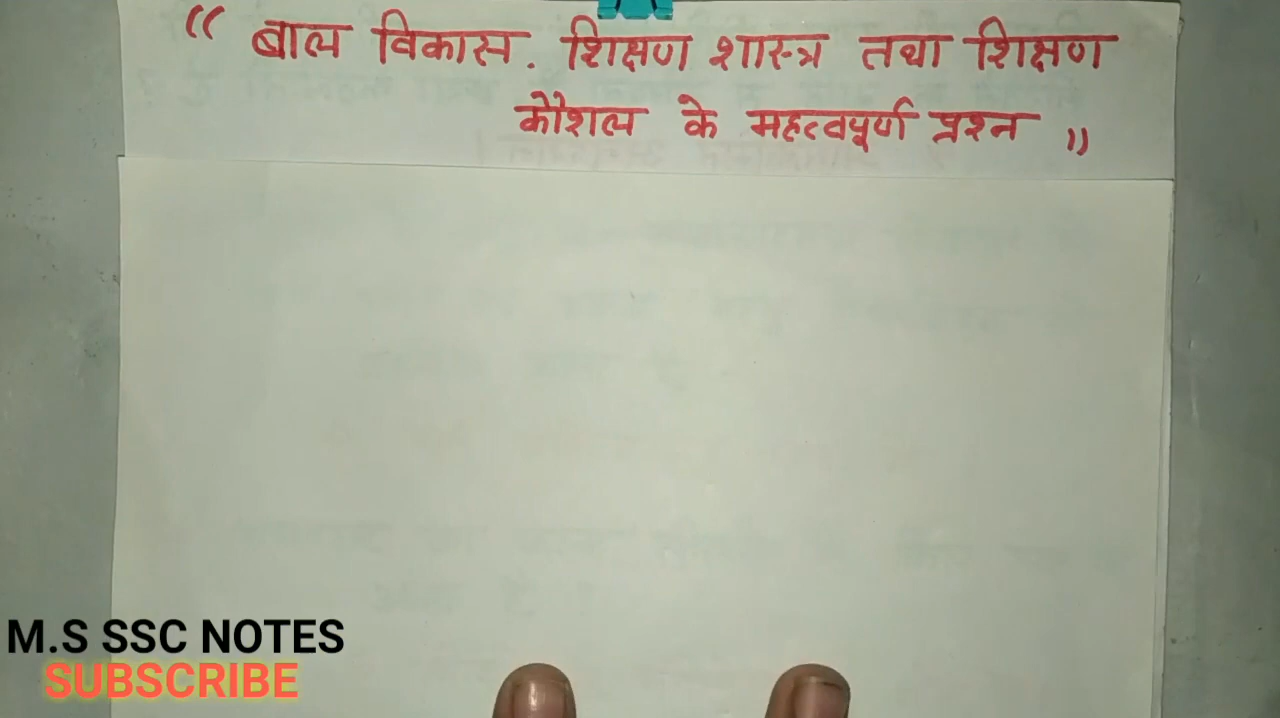 (( बाल विकास. शिक्षण शास्त्र तथा शिक्षण
कौशल के महत्वपूर्ण प्रश्न ))
M.S SSC NOTES
SUBSCRIBE